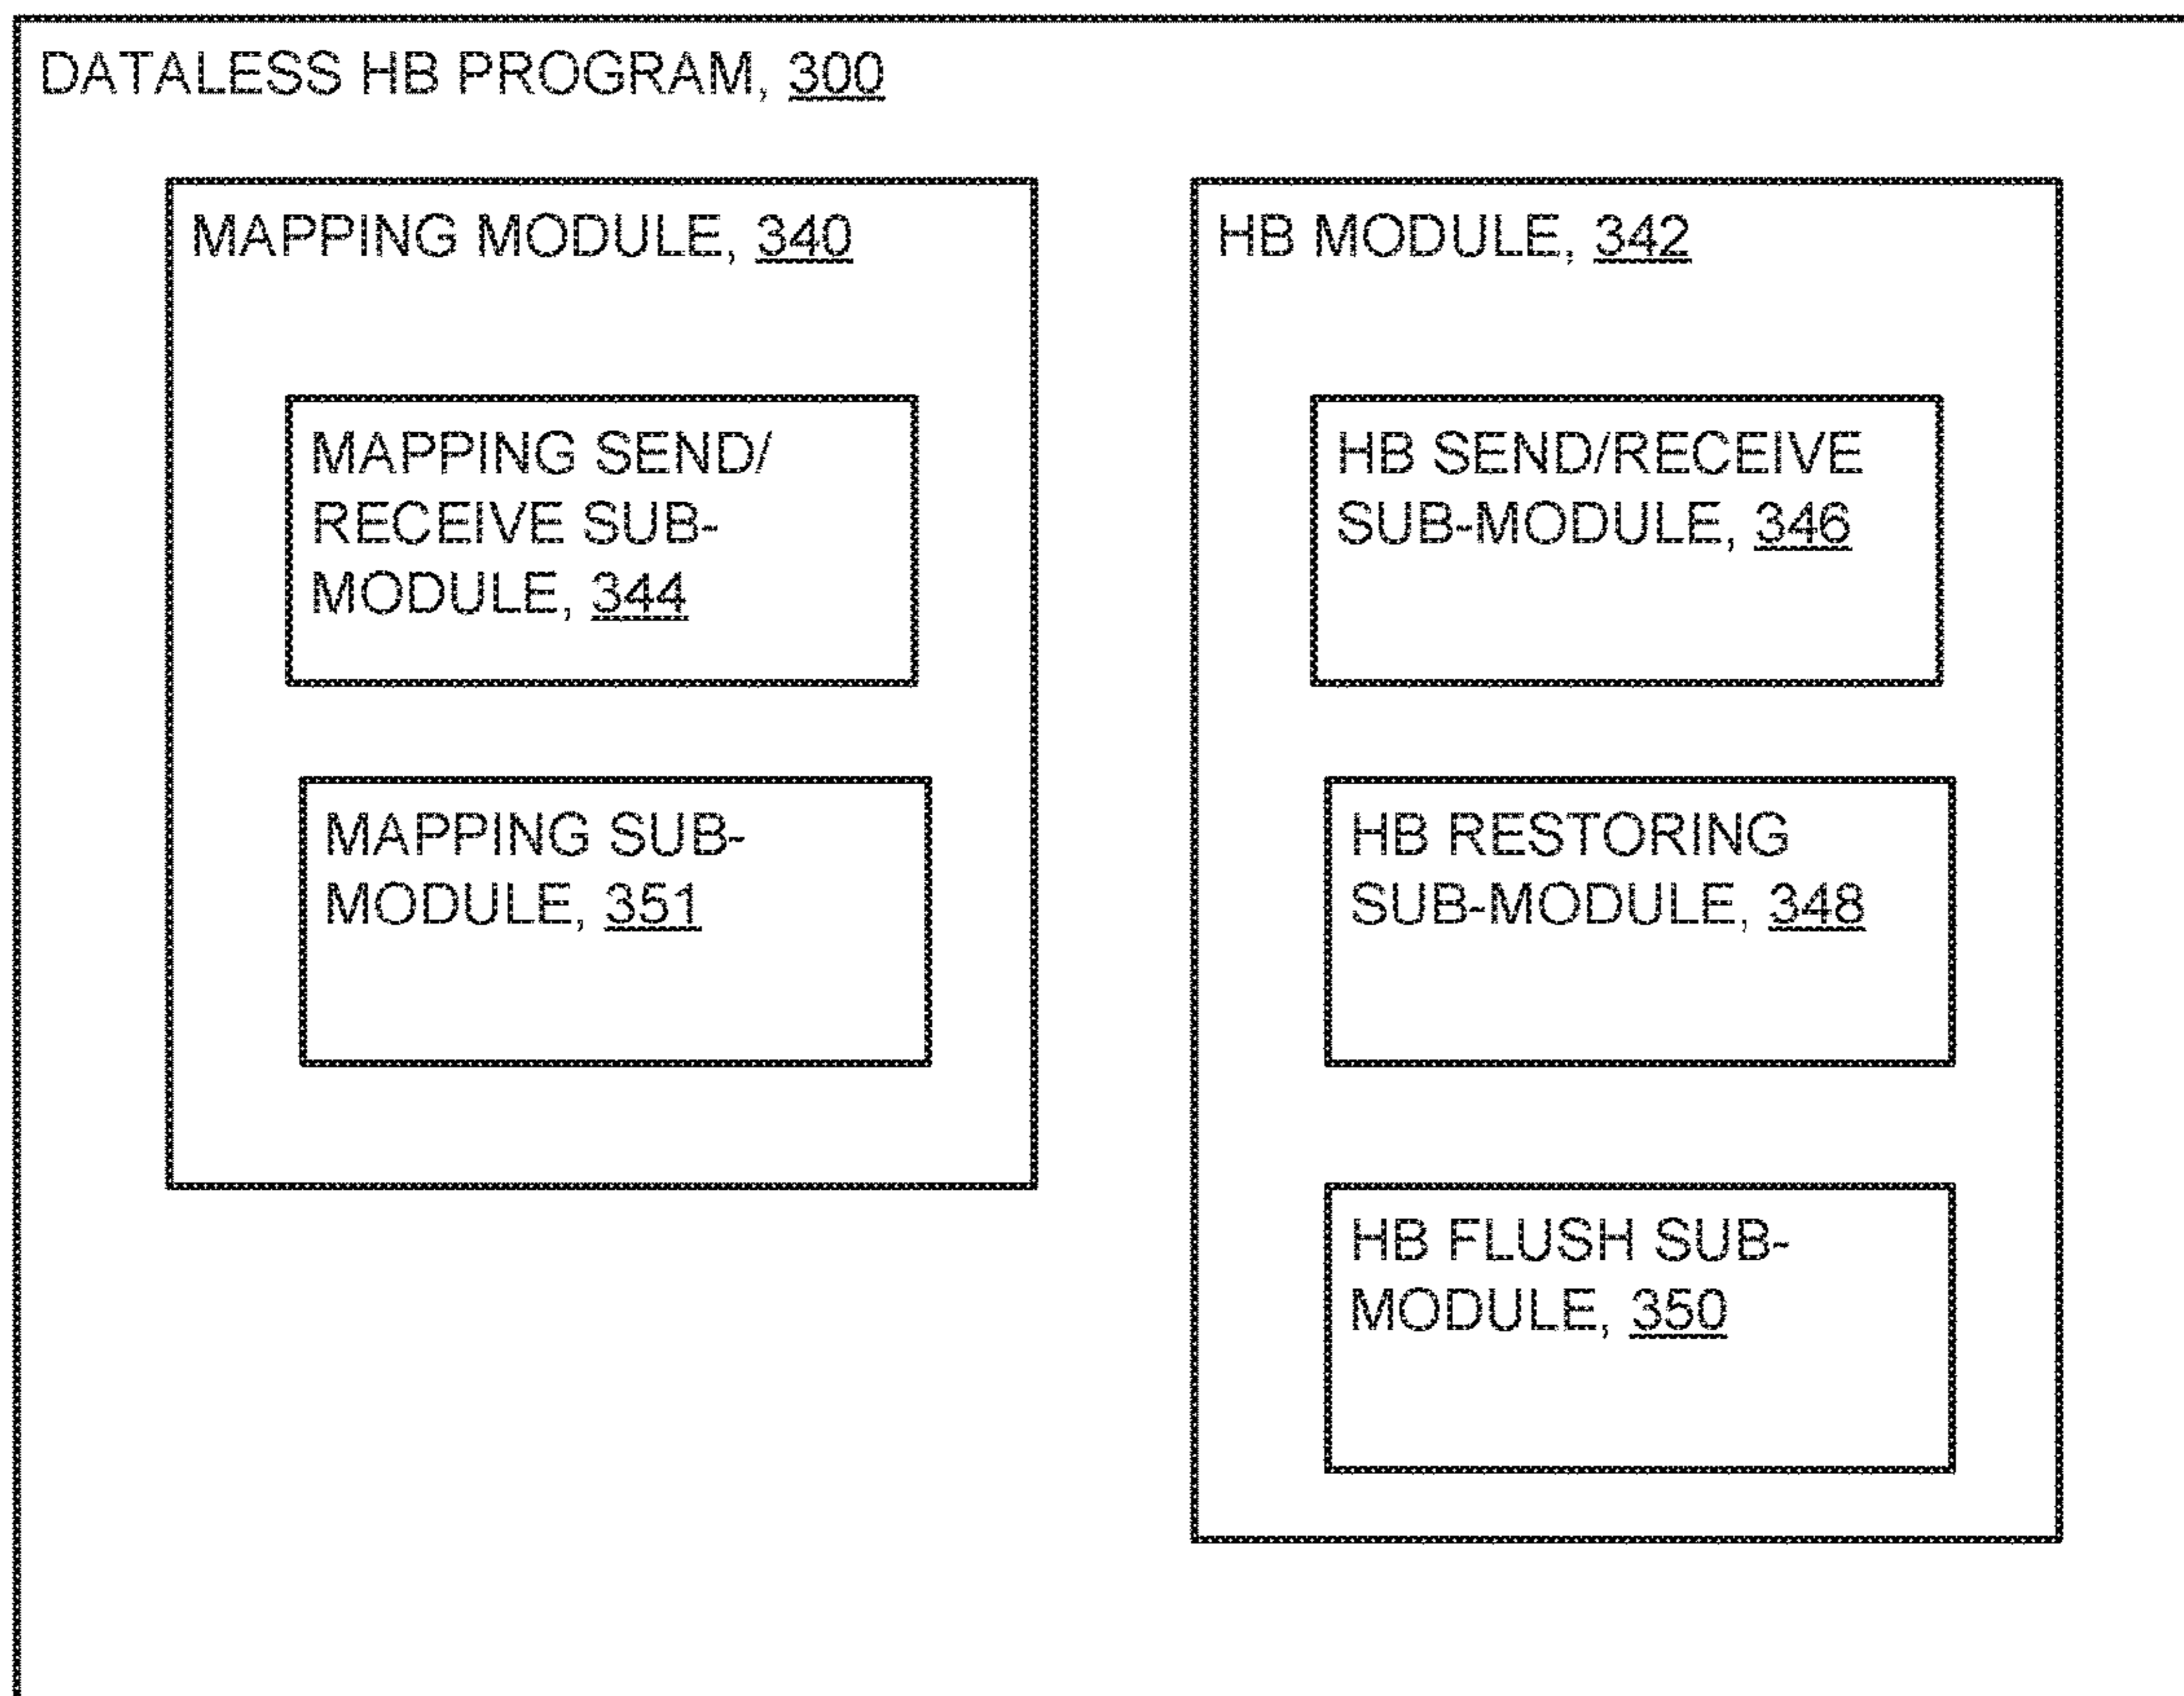 DATALESS HB PROGRAM, 300
MAPPING MODULE, 340
MAPPING SEND/
RECEIVE SUB-
MODULE, 344
MAPPING SUB-
MODULE, 351
HB MODULE, 342
HB SEND/RECEIVE
SUB-MODULE, 346
HB RESTORING
SUB-MODULE, 348
HB FLUSH SUB-
MODULE, 350